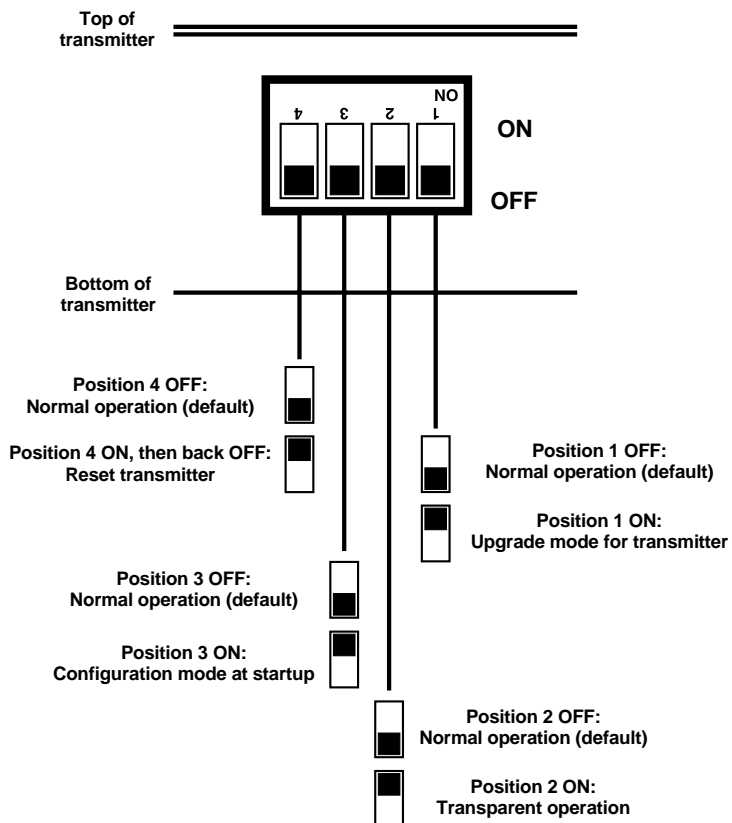 Top of
transmitter
NO
4 3 2 1
ON
OFF
Bottom of
transmitter
Position 4 OFF:
Normal operation (default)
Position 4 ON, then back OFF:
Reset transmitter
Position 1 OFF:
Normal operation (default)
Position 1 ON:
Upgrade mode for transmitter
Position 3 OFF:
Normal operation (default)
Position 3 ON:
Configuration mode at startup
Position 2 OFF:
Normal operation (default)
Position 2 ON:
Transparent operation